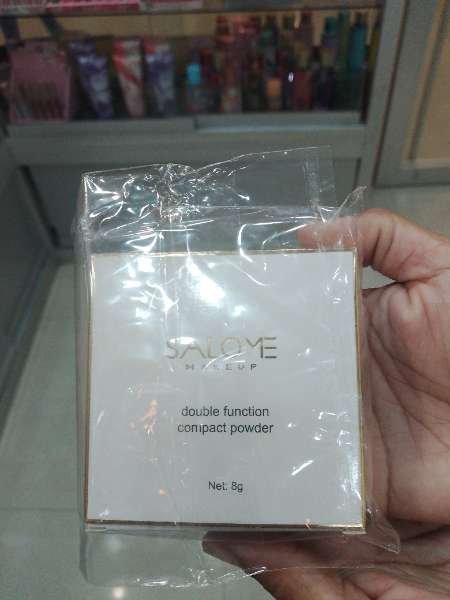 SALOME
MAKEUP
double function
compact powder
Net: 8g